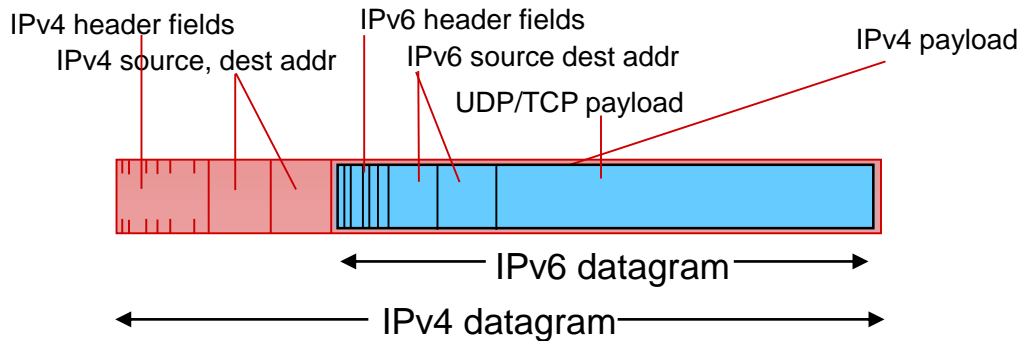 IPv4 header fields
IPv6 header fields
IPv4 payload
IPv4 source, dest addr
IPv6 source dest addr
UDP/TCP payload
IPv6 datagram
IPv4 datagram